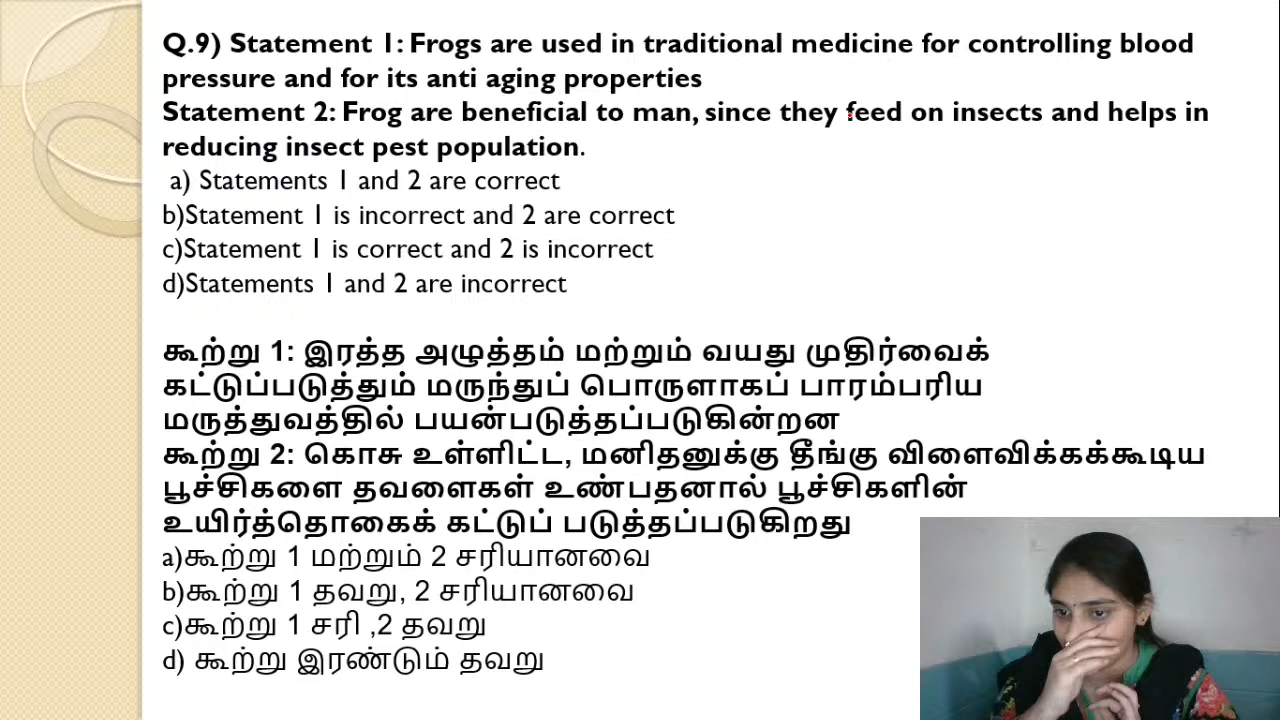 Q.9) Statement 1: Frogs are used in traditional medicine for controlling blood
pressure and for its anti aging properties
Statement 2: Frog are beneficial to man, since they feed on insects and helps in
reducing insect pest population.
a) Statements 1 and 2 are correct
b)Statement 1 is incorrect and 2 are correct
c)Statement 1 is correct and 2 is incorrect
d)Statements 1 and 2 are incorrect
கூற்று 1: இரத்த அழுத்தம் மற்றும் வயது முதிர்வைக்
கட்டுப்படுத்தும் மருந்துப் பொருளாகப் பாரம்பரிய
மருத்துவத்தில் பயன்படுத்தப்படுகின்றன
கூற்று 2: கொசு உள்ளிட்ட, மனிதனுக்கு தீங்கு விளைவிக்கக்கூடிய
பூச்சிகளை தவளைகள் உண்பதனால் பூச்சிகளின்
உயிர்த்தொகைக் கட்டுப் படுத்தப்படுகிறது
a)கூற்று 1 மற்றும் 2 சரியானவை
b)கூற்று 1 தவறு, 2 சரியானவை
c)கூற்று 1 சரி ,2 தவறு
d) கூற்று இரண்டும் தவறு